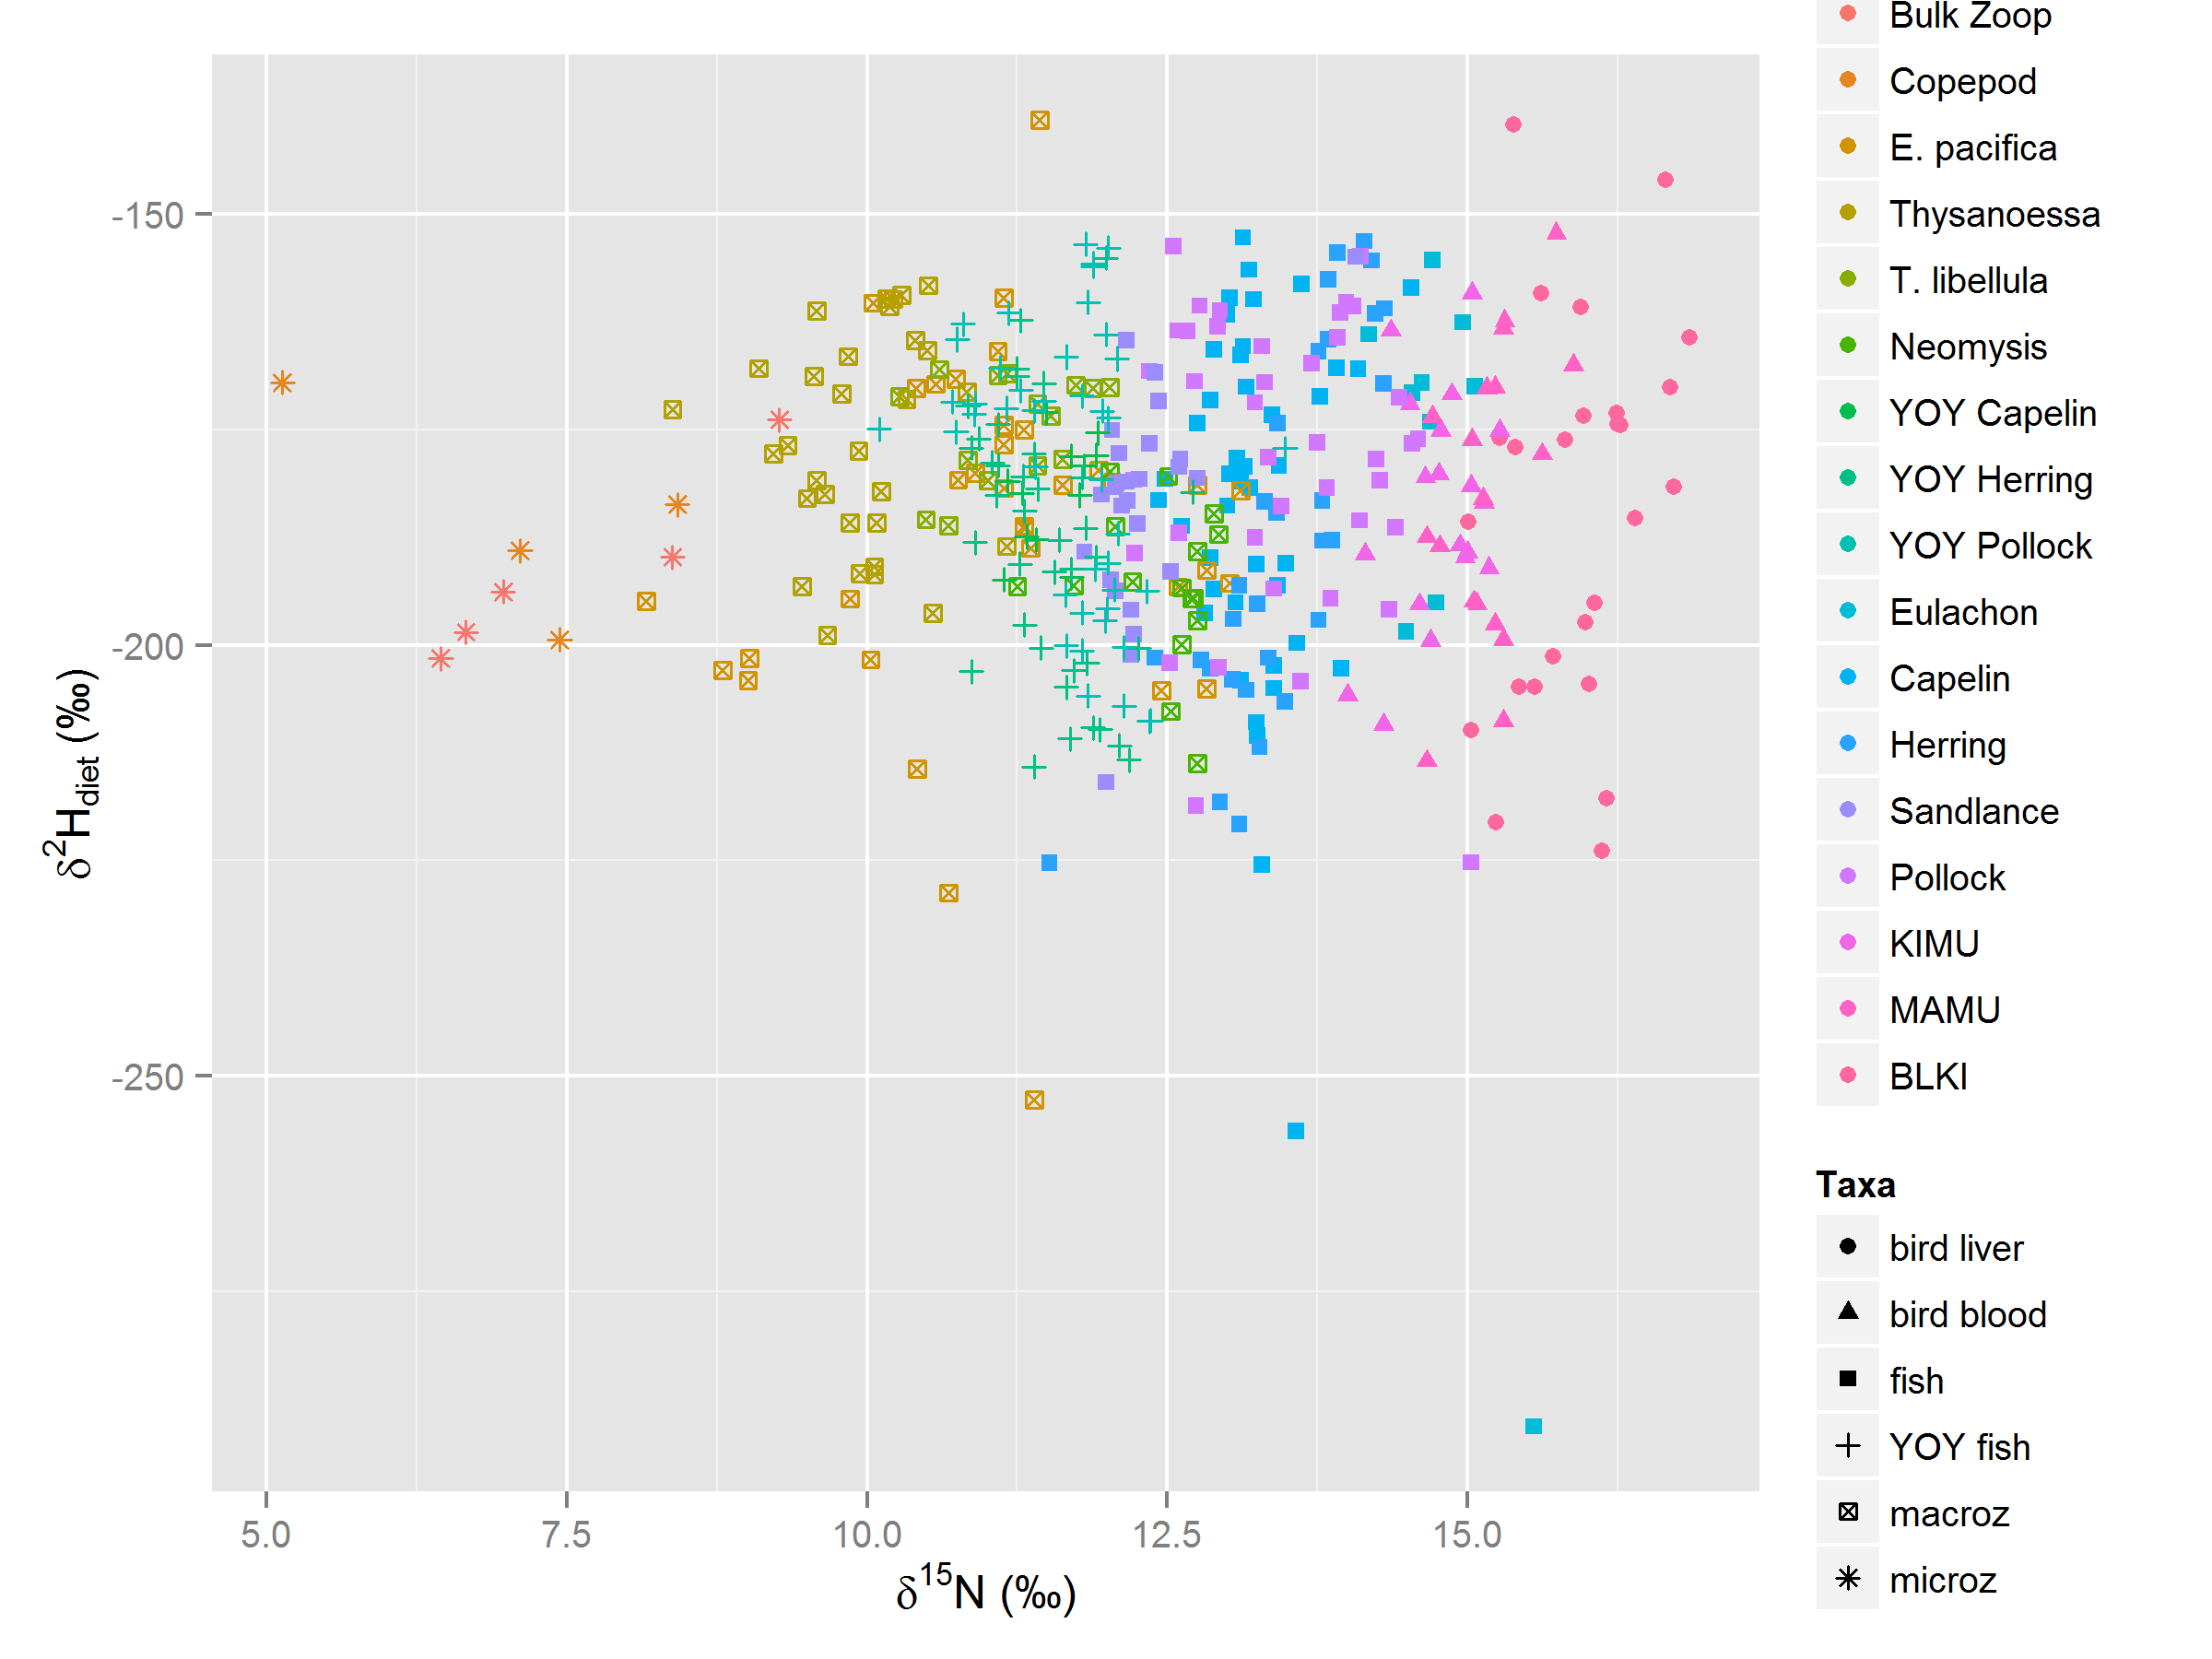 Bulk Zoop
Copepod
E. pacifica
Thysanoessa
T. libellula
Neomysis
YOY Capelin
YOY Herring
YOY Pollock
Eulachon
Capelin
Herring
Sandlance
Pollock
KIMU
MAMU
BLKI
Taxa
bird liver
bird blood
fish
YOY fish
macroz
microz
-150
-200
-250
δ²H_diet (‰)
5.0 7.5 10.0 12.5 15.0
δ¹⁵N (‰)